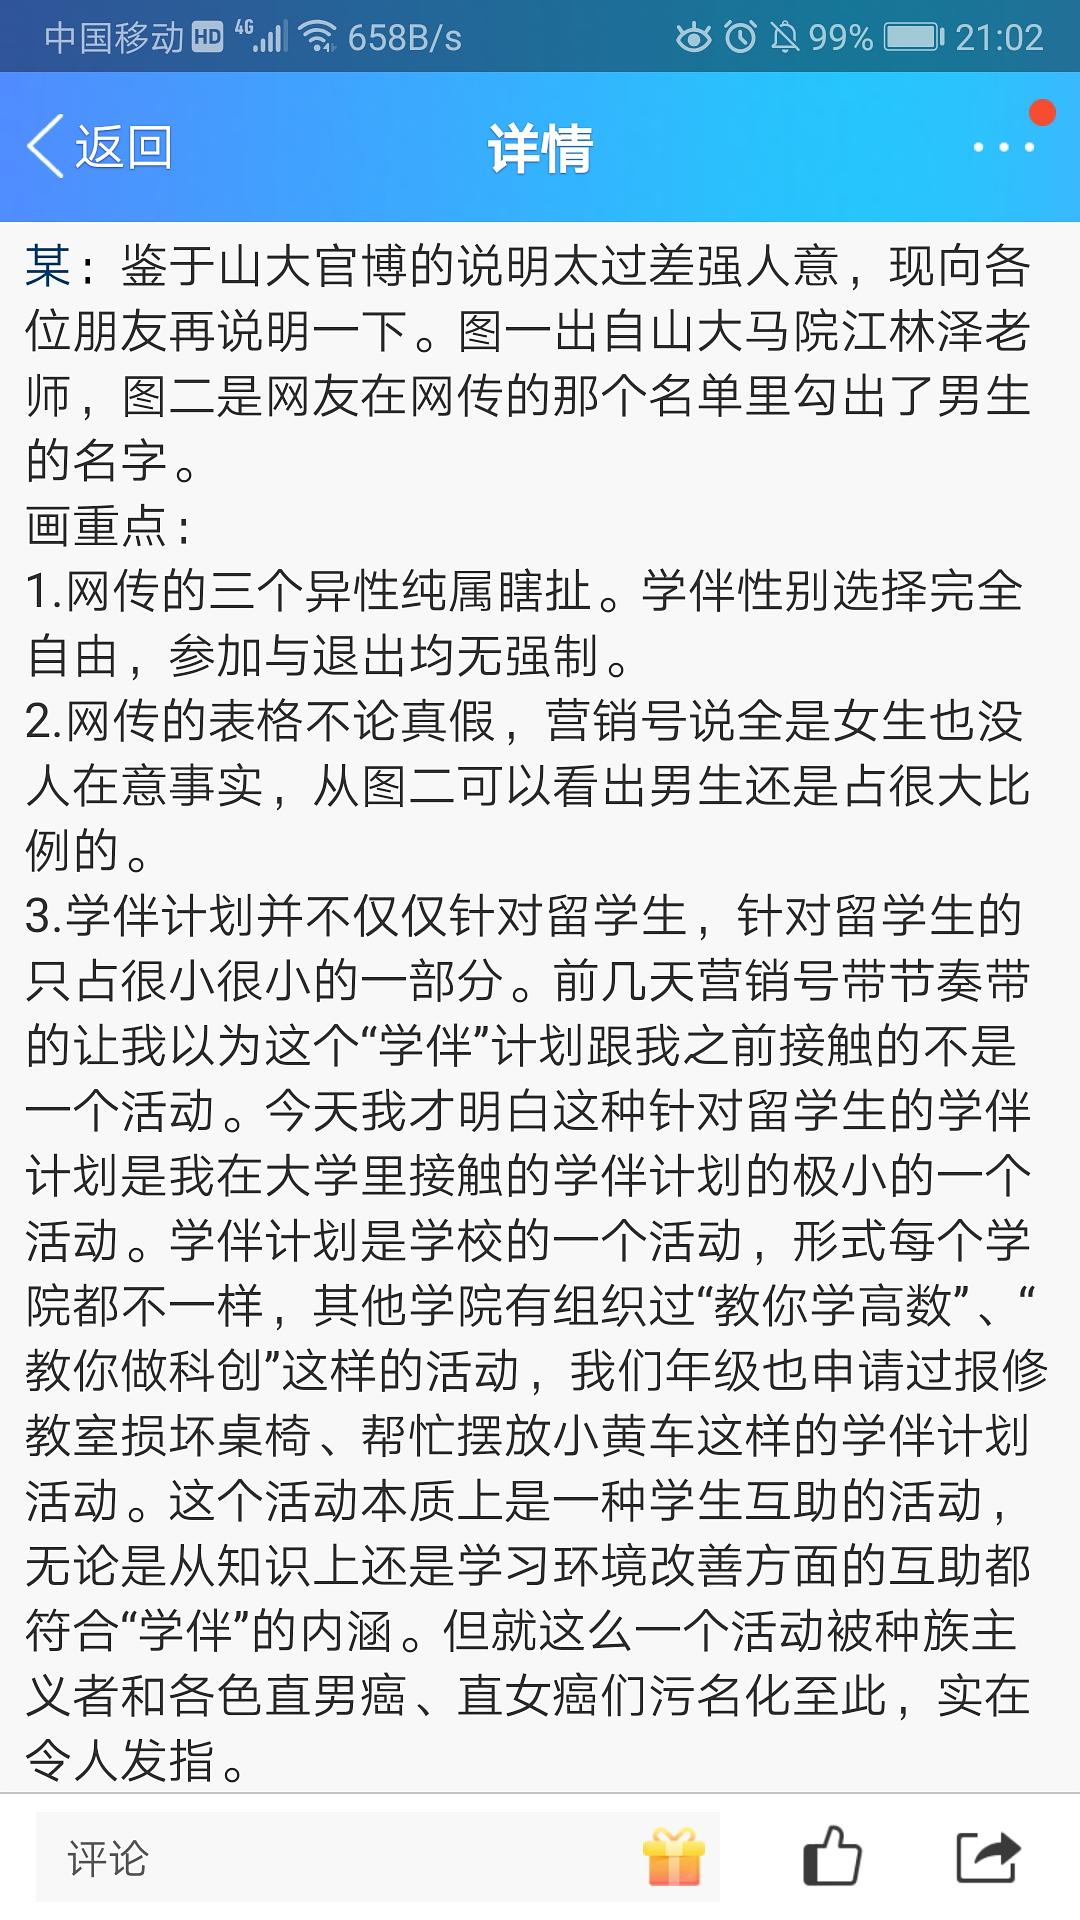 中国移动 HD 4G 658B/s 99% 21:02
返回 详情
某：鉴于山大官博的说明太过差强人意，现向各
位朋友再说明一下。图一出自山大马院江林泽老
师，图二是网友在网传的那个名单里勾出了男生
的名字。
画重点：
1.网传的三个异性纯属瞎扯。学伴性别选择完全
自由，参加与退出均无强制。
2.网传的表格不论真假，营销号说全是女生也没
人在意事实，从图二可以看出男生还是占很大比
例的。
3.学伴计划并不仅仅针对留学生，针对留学生的
只占很小很小的一部分。前几天营销号带节奏带
的让我以为这个“学伴”计划跟我之前接触的不是
一个活动。今天我才明白这种针对留学生的学伴
计划是我在大学里接触的学伴计划的极小的一个
活动。学伴计划是学校的一个活动，形式每个学
院都不一样，其他学院有组织过“教你学高数”、“
教你做科创”这样的活动，我们年级也申请过报修
教室损坏桌椅、帮忙摆放小黄车这样的学伴计划
活动。这个活动本质上是一种学生互助的活动，
无论是从知识上还是学习环境改善方面的互助都
符合“学伴”的内涵。但就这么一个活动被种族主
义者和各色直男癌、直女癌们污名化至此，实在
令人发指。
评论